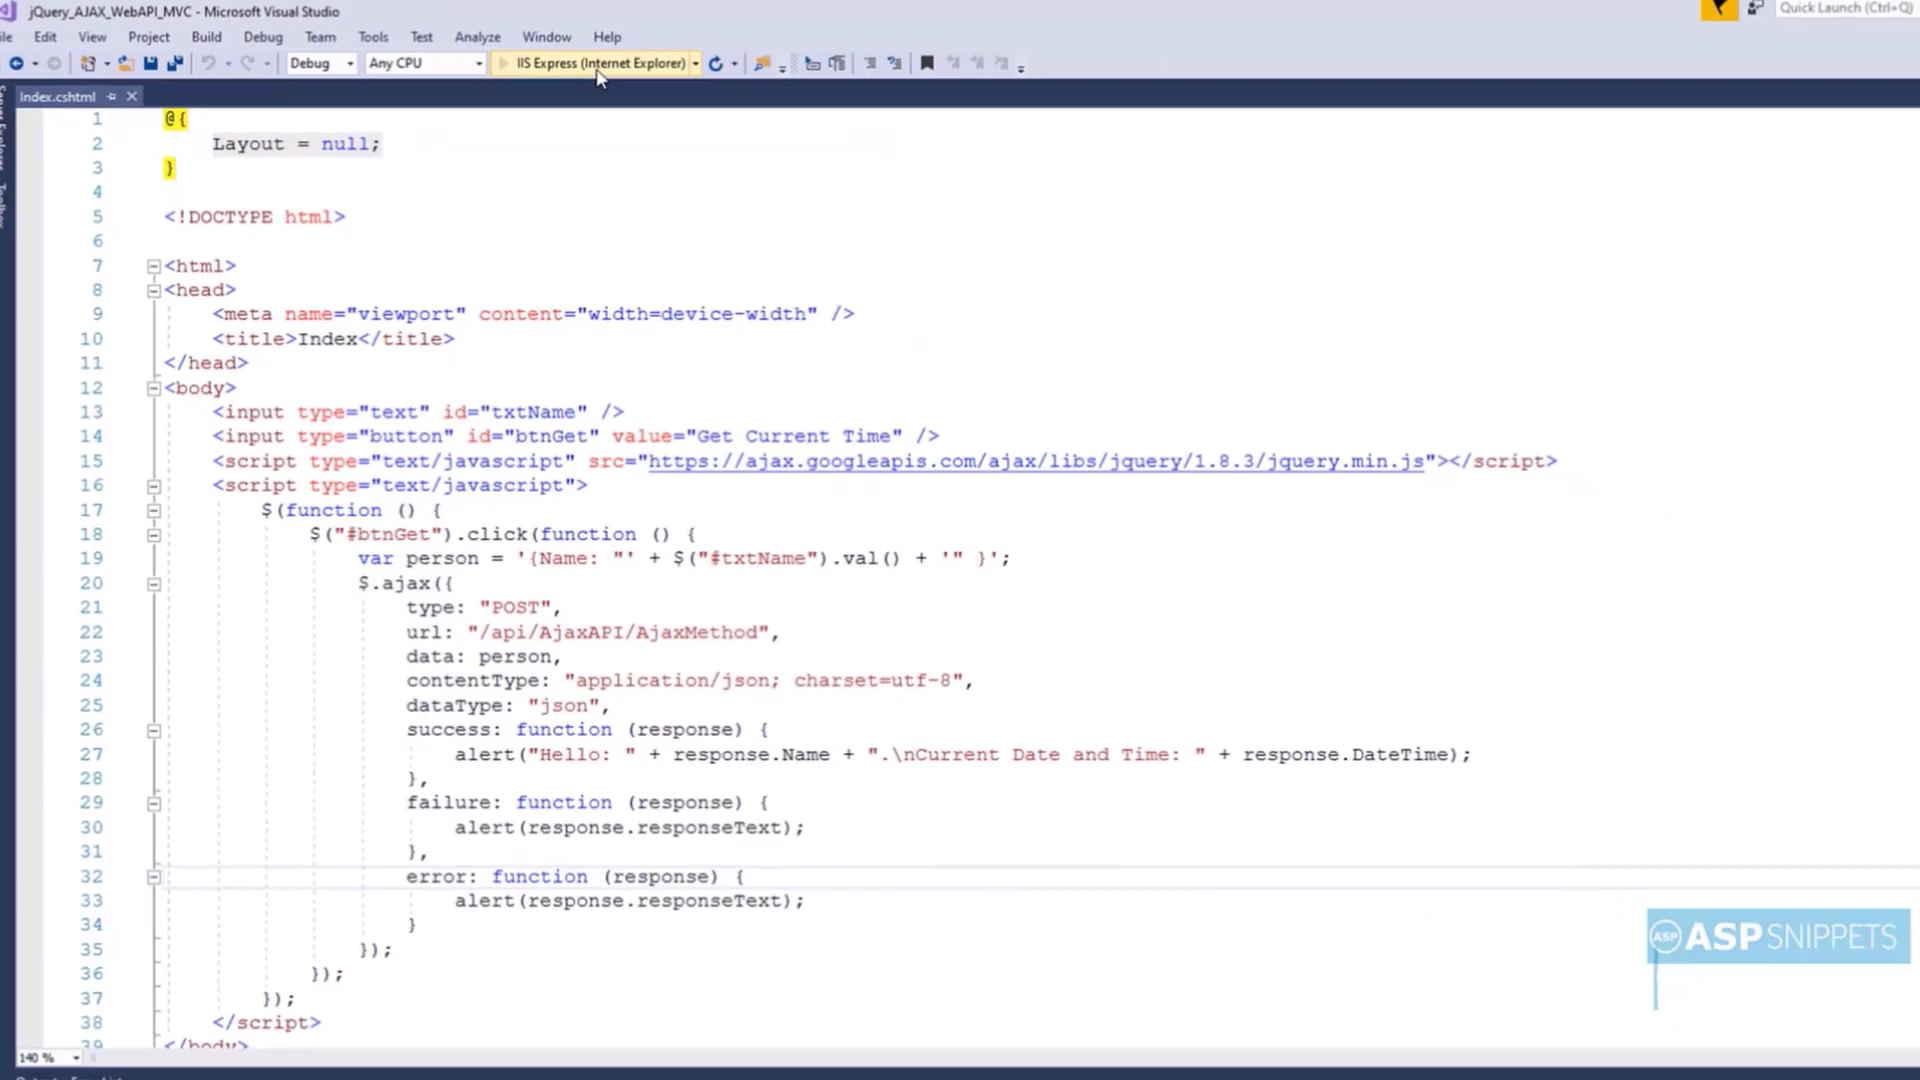 jQuery_AJAX_WebAPI_MVC - Microsoft Visual Studio
Quick Launch (Ctrl+Q)
ile Edit View Project Build Debug Team Tools Test Analyze Window Help
Debug Any CPU IIS Express (Internet Explorer)
Index.cshtml
Server Explorer
Toolbox
1 @{
2 Layout = null;
3 }
4
5 <!DOCTYPE html>
6
7 <html>
8 <head>
9 <meta name="viewport" content="width=device-width" />
10 <title>Index</title>
11 </head>
12 <body>
13 <input type="text" id="txtName" />
14 <input type="button" id="btnGet" value="Get Current Time" />
15 <script type="text/javascript" src="https://ajax.googleapis.com/ajax/libs/jquery/1.8.3/jquery.min.js"></script>
16 <script type="text/javascript">
17 $(function () {
18 $("#btnGet").click(function () {
19 var person = '{Name: "' + $("#txtName").val() + '" }';
20 $.ajax({
21 type: "POST",
22 url: "/api/AjaxAPI/AjaxMethod",
23 data: person,
24 contentType: "application/json; charset=utf-8",
25 dataType: "json",
26 success: function (response) {
27 alert("Hello: " + response.Name + ".\nCurrent Date and Time: " + response.DateTime);
28 },
29 failure: function (response) {
30 alert(response.responseText);
31 },
32 error: function (response) {
33 alert(response.responseText);
34 }
35 });
36 });
37 });
38 </script>
39 </body>
ASP ASPSNIPPETS
140 %